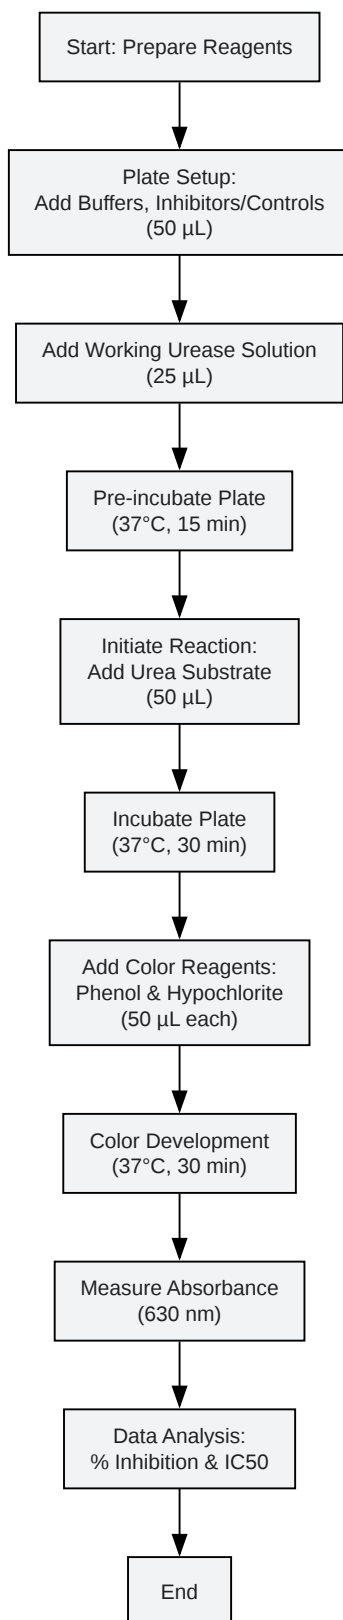 Start: Prepare Reagents
Plate Setup:
Add Buffers, Inhibitors/Controls
(50 µL)
Add Working Urease Solution
(25 µL)
Pre-incubate Plate
(37°C, 15 min)
Initiate Reaction:
Add Urea Substrate
(50 µL)
Incubate Plate
(37°C, 30 min)
Add Color Reagents:
Phenol & Hypochlorite
(50 µL each)
Color Development
(37°C, 30 min)
Measure Absorbance
(630 nm)
Data Analysis:
% Inhibition & IC50
End